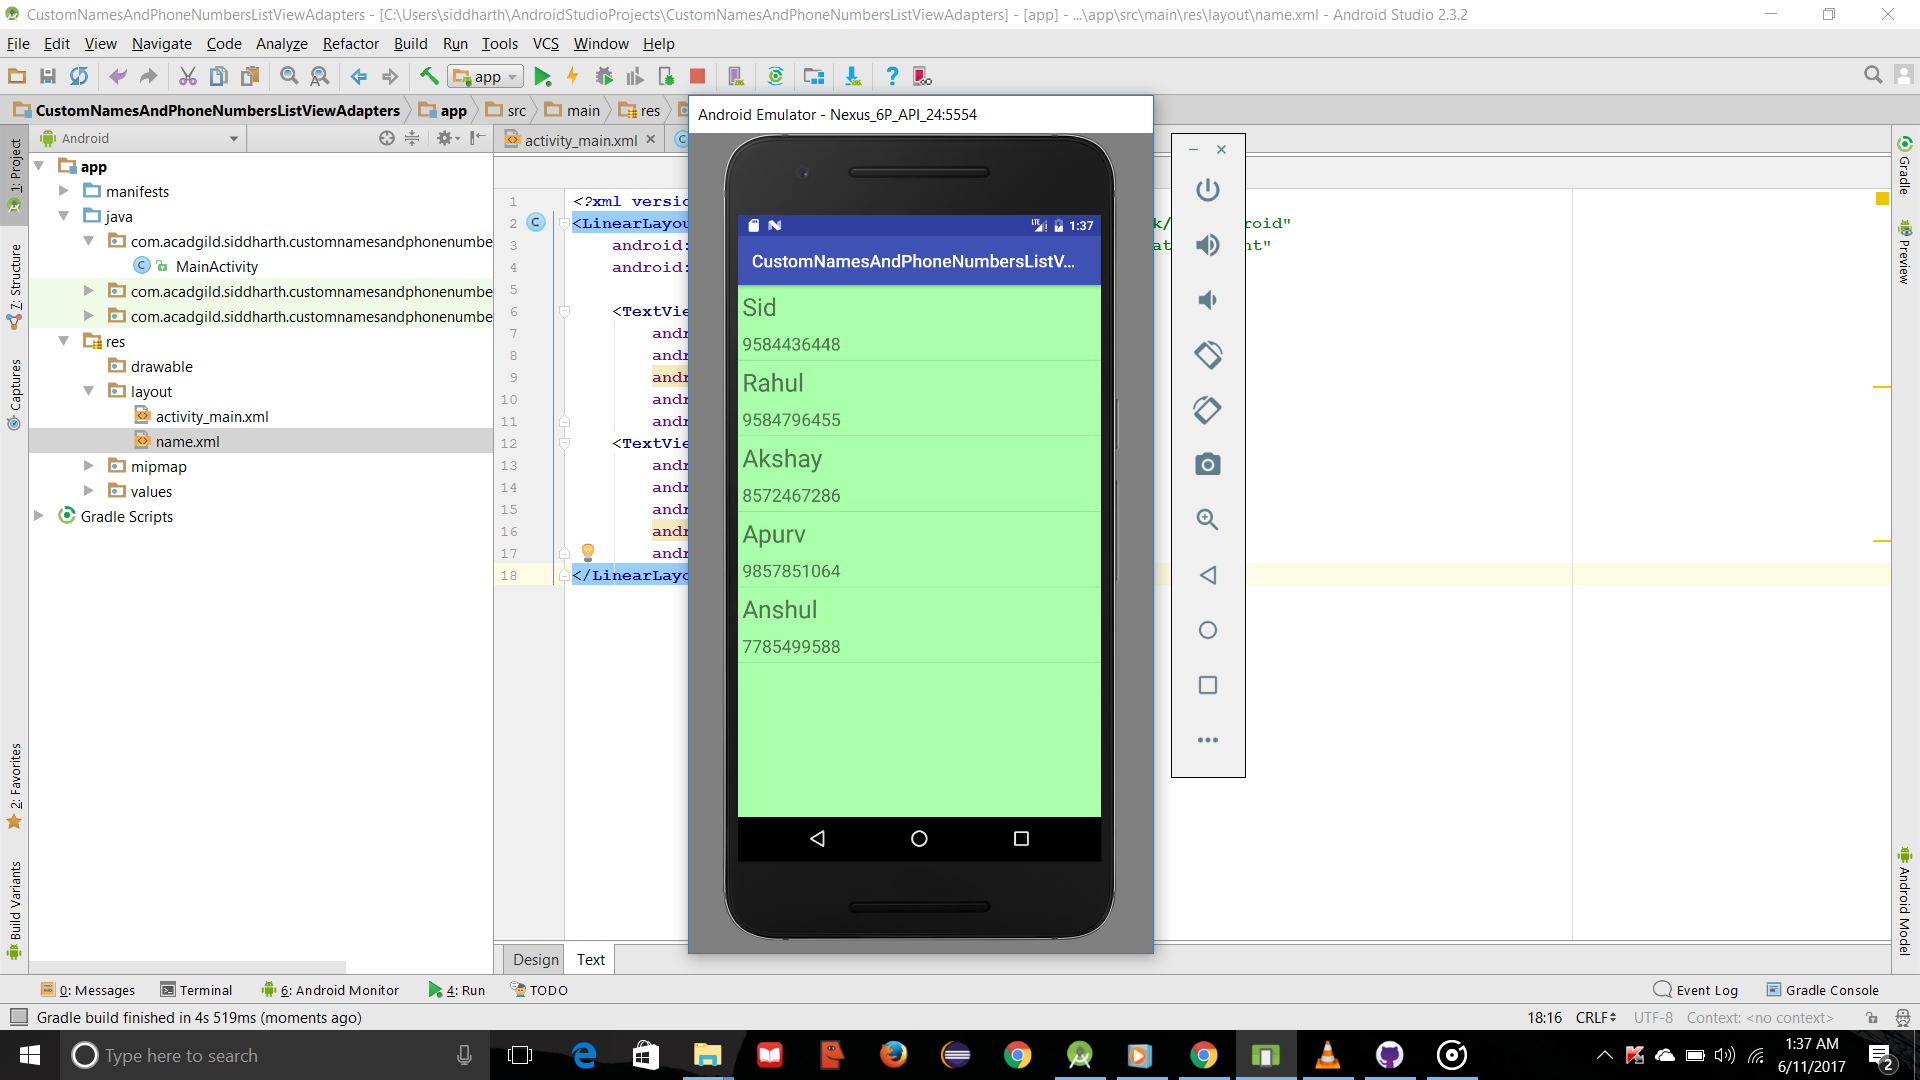 CustomNamesAndPhoneNumbersListViewAdapters - [C:\Users\siddharth\AndroidStudioProjects\CustomNamesAndPhoneNumbersListViewAdapters] - [app] - ...\app\src\main\res\layout\name.xml - Android Studio 2.3.2
File Edit View Navigate Code Analyze Refactor Build Run Tools VCS Window Help
app
CustomNamesAndPhoneNumbersListViewAdapters app src main res
Android Emulator - Nexus_6P_API_24:5554
Android
activity_main.xml
1: Project
7: Structure
Captures
2: Favorites
Build Variants
app
manifests
java
com.acadgild.siddharth.customnamesandphonenumbe
MainActivity
com.acadgild.siddharth.customnamesandphonenumbe
com.acadgild.siddharth.customnamesandphonenumbe
res
drawable
layout
activity_main.xml
name.xml
mipmap
values
Gradle Scripts
1 <?xml versio
2 <LinearLayou k/ roid"
3 android: at nt"
4 android:
5
6 <TextVie
7 andr
8 andr
9 andr
10 andr
11 andr
12 <TextVie
13 andr
14 andr
15 andr
16 andr
17 andr
18 </LinearLayo
LTE 1:37
CustomNamesAndPhoneNumbersListV...
Sid
9584436448
Rahul
9584796455
Akshay
8572467286
Apurv
9857851064
Anshul
7785499588
Gradle
Preview
Android Model
Design Text
0: Messages Terminal 6: Android Monitor 4: Run TODO Event Log Gradle Console
Gradle build finished in 4s 519ms (moments ago) 18:16 CRLF UTF-8 Context: <no context>
Type here to search
1:37 AM
6/11/2017
2